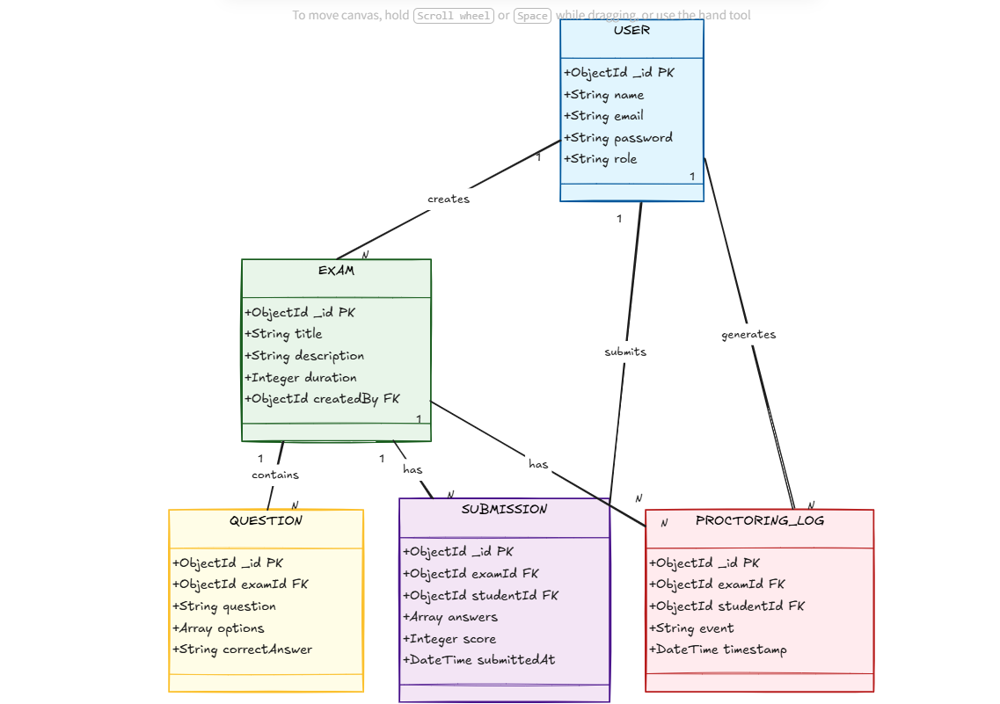 To move canvas, hold Scroll wheel or Space while dragging, or use the hand tool
USER
+ObjectId _id PK
+String name
+String email
+String password
+String role
1
1
1
creates
N
EXAM
+ObjectId _id PK
+String title
+String description
+Integer duration
+ObjectId createdBy FK
1
generates
submits
1
contains
N
1
has
N
has
N
N
N
QUESTION
+ObjectId _id PK
+ObjectId examId FK
+String question
+Array options
+String correctAnswer
SUBMISSION
+ObjectId _id PK
+ObjectId examId FK
+ObjectId studentId FK
+Array answers
+Integer score
+DateTime submittedAt
PROCTORING_LOG
+ObjectId _id PK
+ObjectId examId FK
+ObjectId studentId FK
+String event
+DateTime timestamp